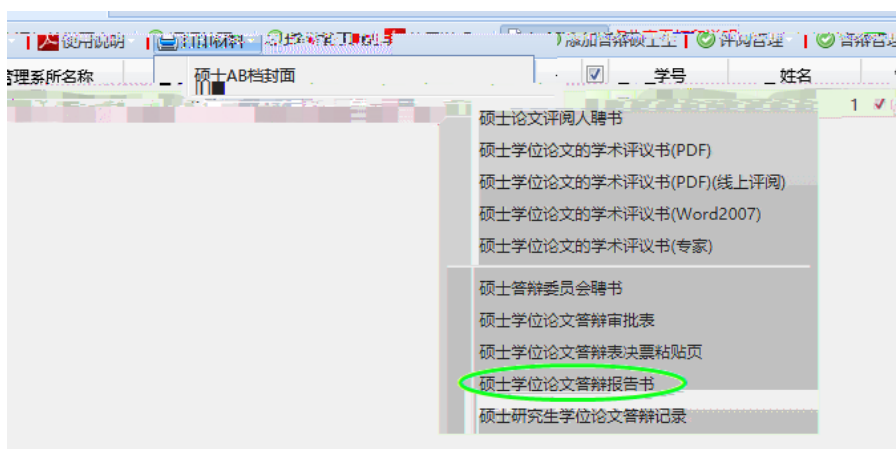 使用说明 打印材料 添加答辩硕士生 评阅管理
管理系所名称 学号 姓名
硕士AB档封面
1
硕士论文评阅人聘书
硕士学位论文的学术评议书(PDF)
硕士学位论文的学术评议书(PDF)(线上评阅)
硕士学位论文的学术评议书(Word2007)
硕士学位论文的学术评议书(专家)
硕士答辩委员会聘书
硕士学位论文答辩审批表
硕士学位论文答辩表决票粘贴页
硕士学位论文答辩报告书
硕士研究生学位论文答辩记录